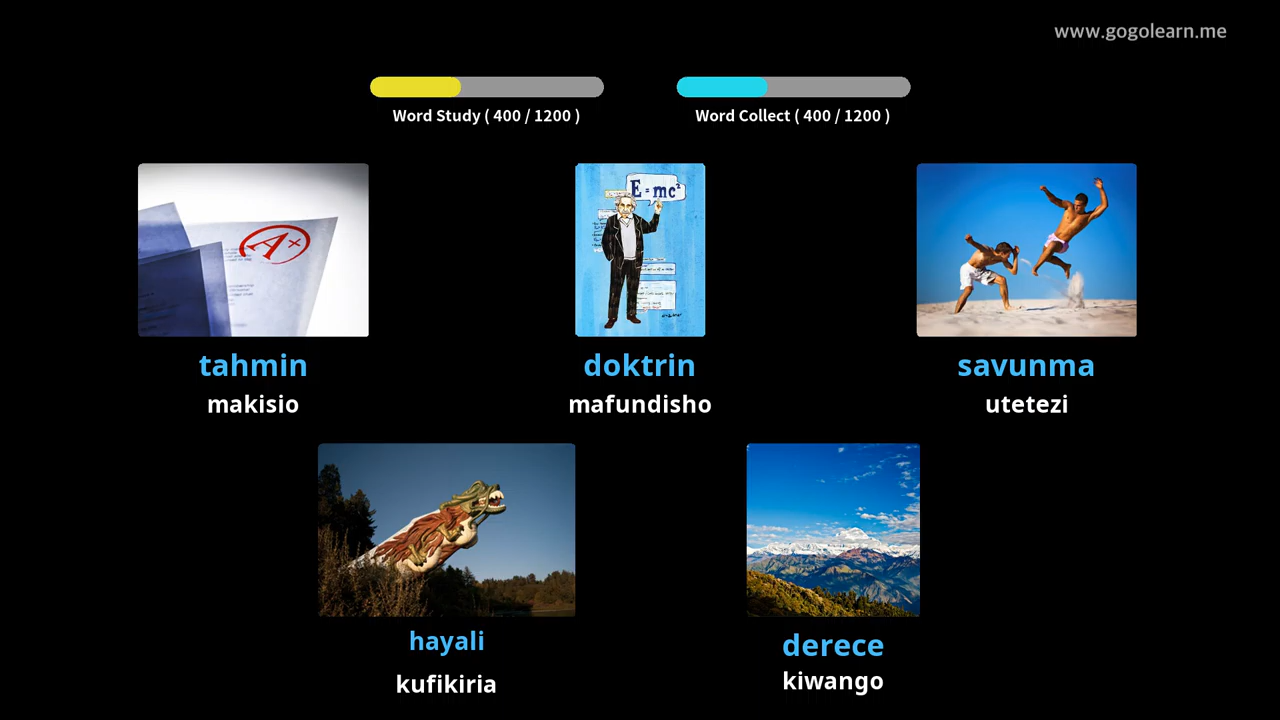 www.gogolearn.me
Word Study ( 400 / 1200 )
Word Collect ( 400 / 1200 )
A+
E=mc²
tahmin
doktrin
savunma
makisio
mafundisho
utetezi
hayali
derece
kufikiria
kiwango